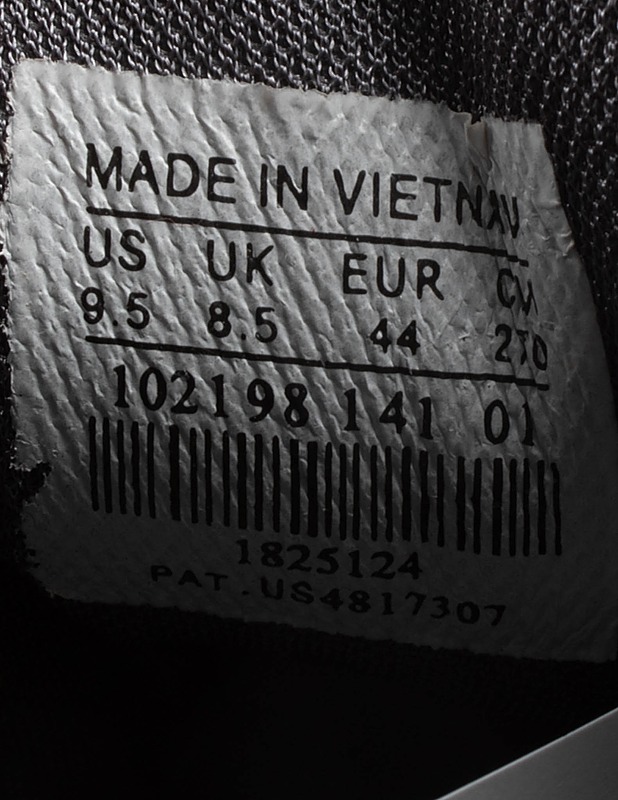 MADE IN VIETNAM
US UK EUR CM
9.5 8.5 44 270
102198 141 01
1825124
PAT.US4817307